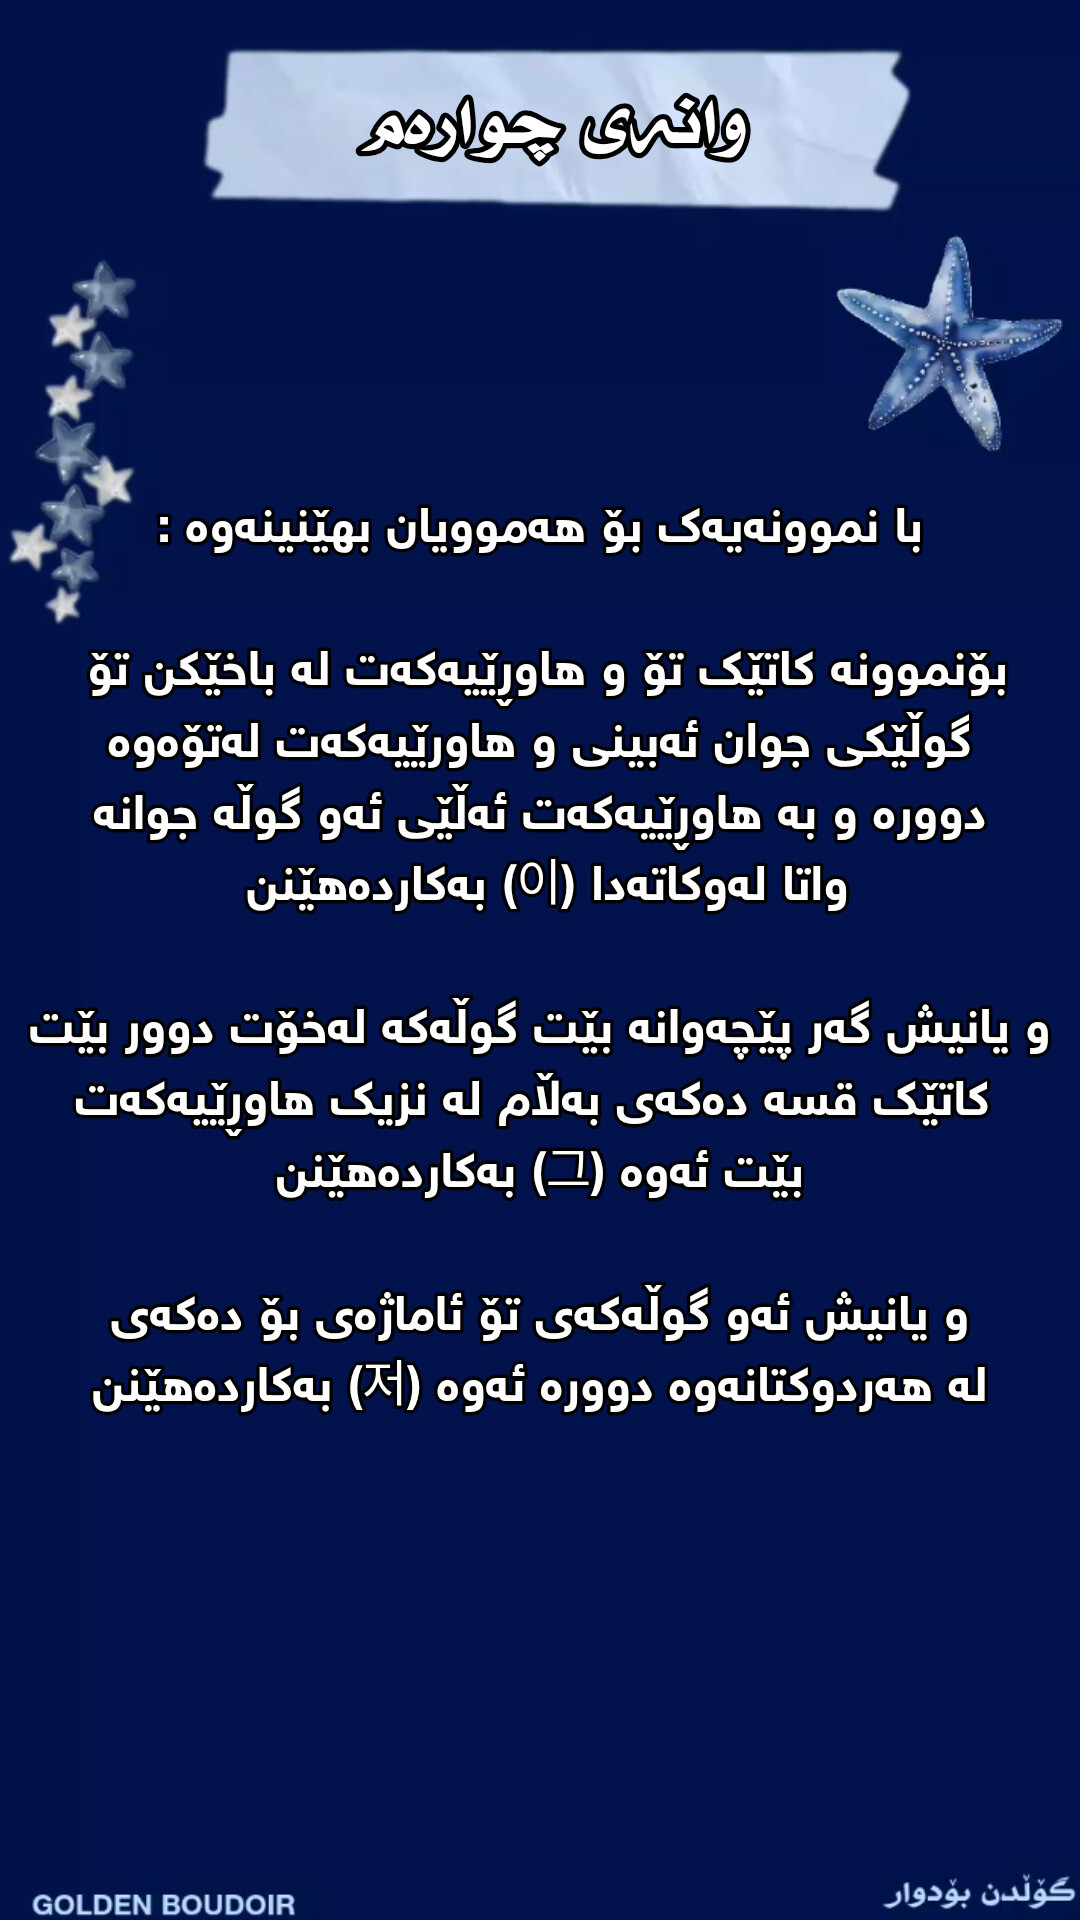 وانەی چوارەم
با نموونەیەک بۆ هەموویان بهێنینەوە :
بۆنموونە کاتێک تۆ و هاوڕێیەکەت لە باخێکن تۆ
گوڵێکی جوان ئەبینی و هاورێیەکەت لەتۆەوە
دوورە و بە هاوڕێیەکەت ئەڵێی ئەو گوڵە جوانە
واتا لەوکاتەدا (이) بەکاردەهێنن
و یانیش گەر پێچەوانە بێت گوڵەکە لەخۆت دوور بێت
کاتێک قسە دەکەی بەڵام لە نزیک هاوڕێیەکەت
بێت ئەوە (그) بەکاردەهێنن
و یانیش ئەو گوڵەکەی تۆ ئاماژەی بۆ دەکەی
لە هەردوکتانەوە دوورە ئەوە (저) بەکاردەهێنن
GOLDEN BOUDOIR
گۆڵدن بۆدوار